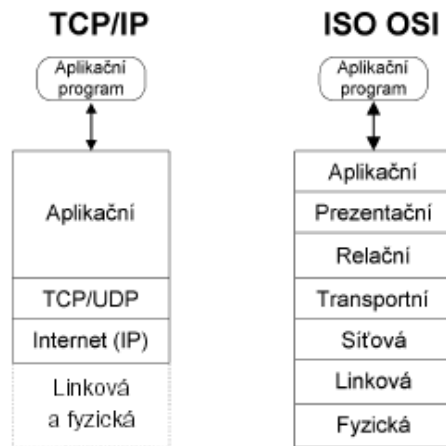 TCP/IP
Aplikační
program
Aplikační
TCP/UDP
Internet (IP)
Linková
a fyzická
ISO OSI
Aplikační
program
Aplikační
Prezentační
Relační
Transportní
Síťová
Linková
Fyzická